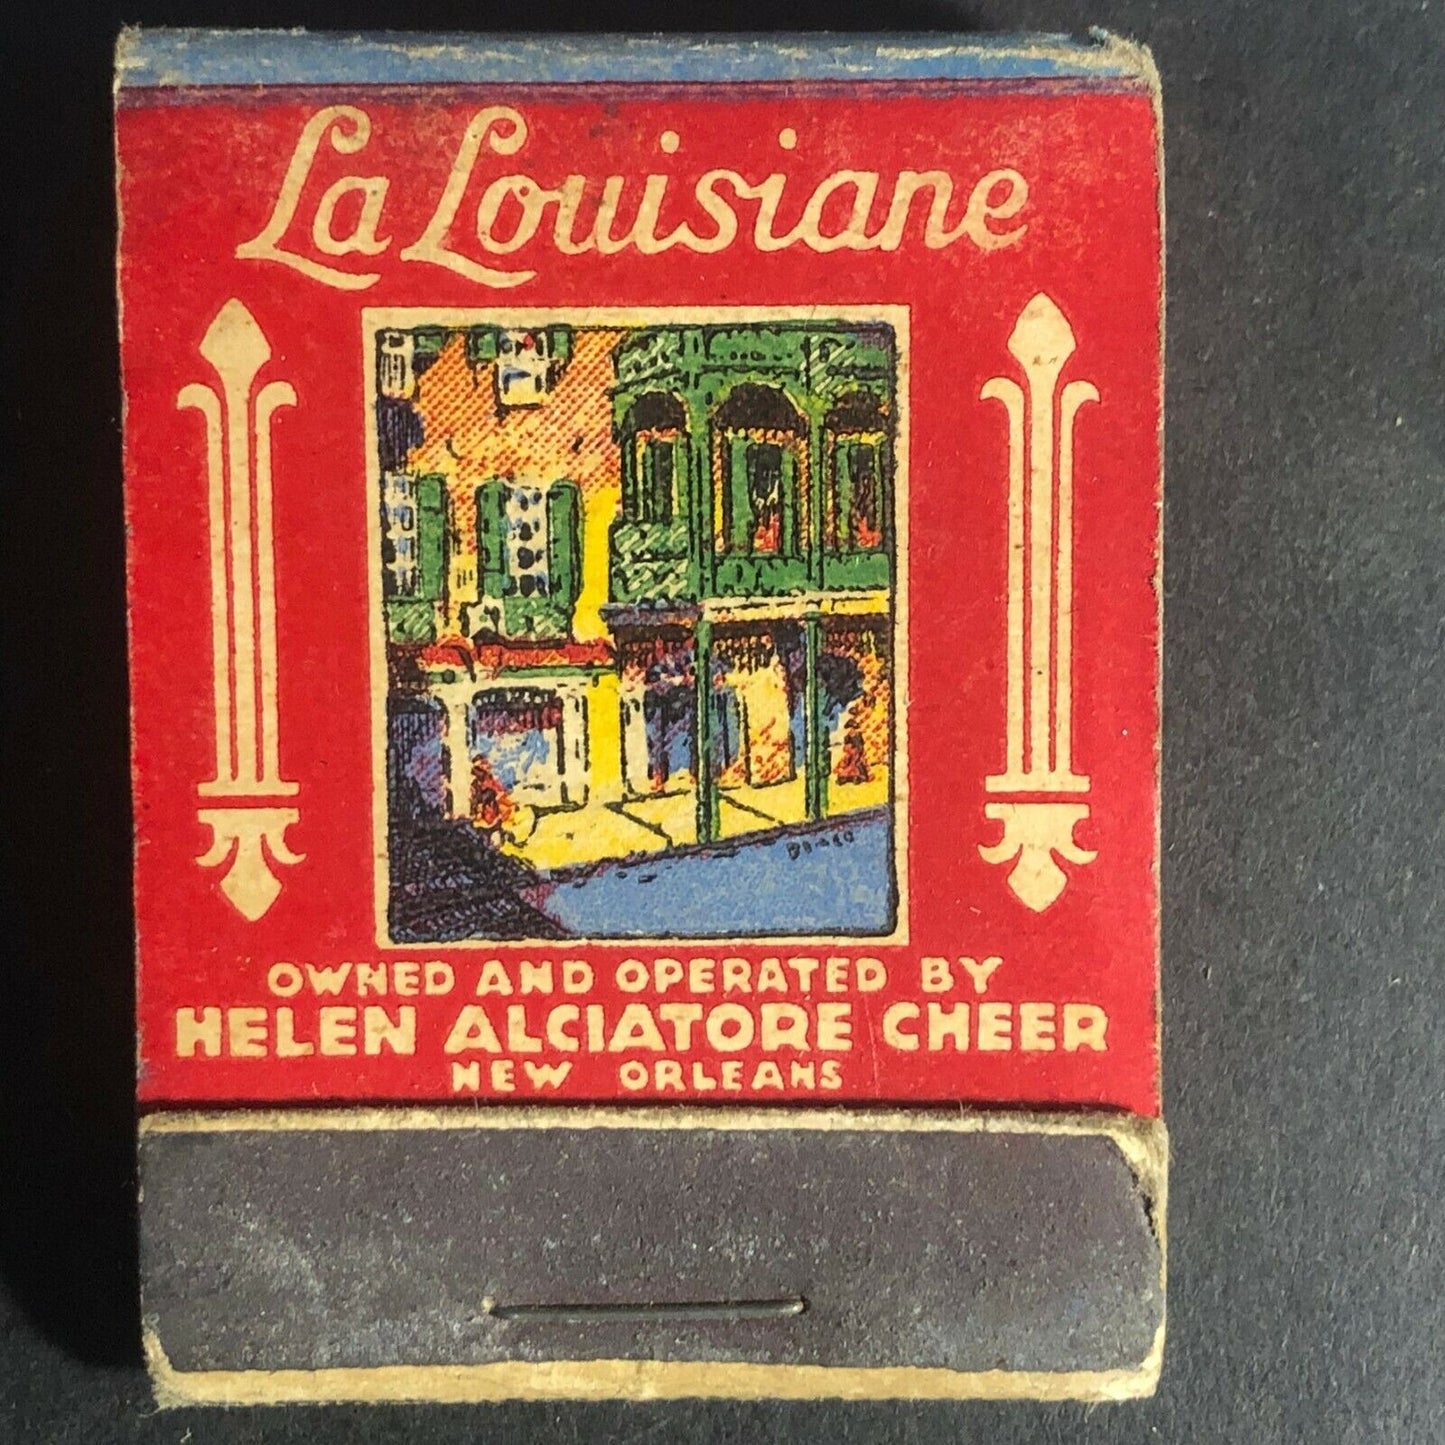 La Louisiane
OWNED AND OPERATED BY
HELEN ALCIATORE CHEER
NEW ORLEANS